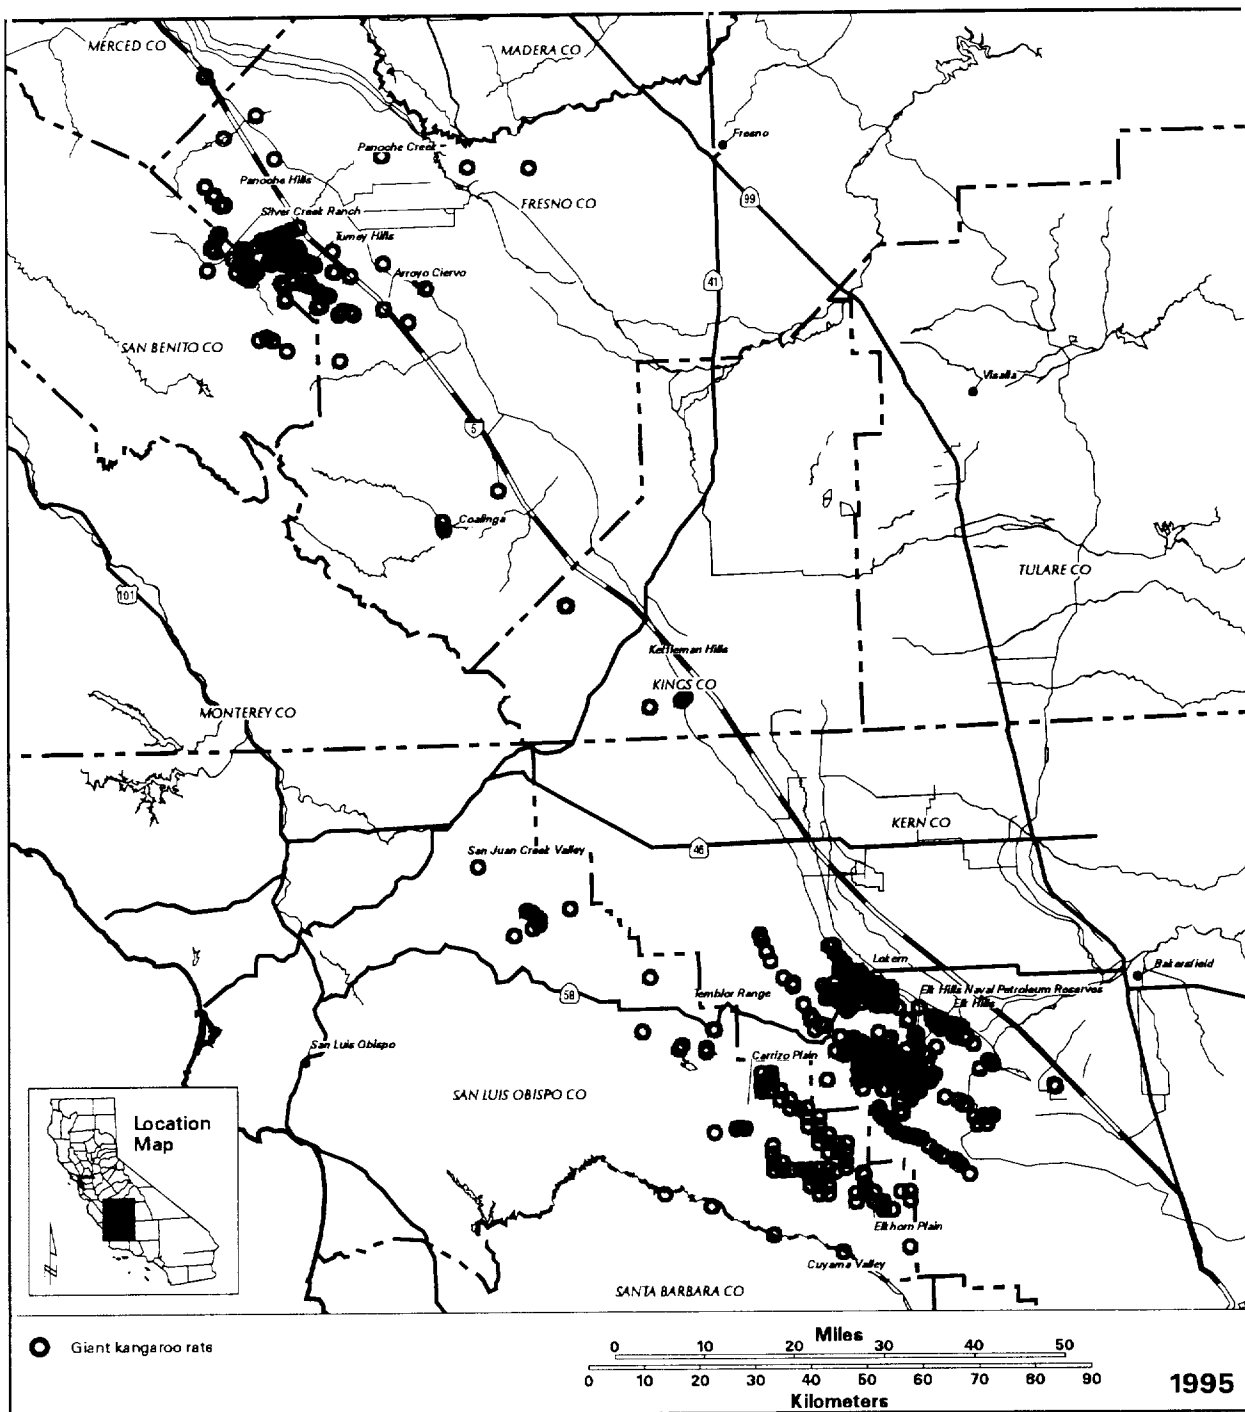 MERCED CO
MADERA CO
Fresno
Panoche Creek
Panoche Hills
FRESNO CO
99
Silver Creek Ranch
Tumey Hills
Arroyo Ciervo
41
SAN BENITO CO
Visalia
5
Coalinga
TULARE CO
101
Kettleman Hills
KINGS CO
MONTEREY CO
KERN CO
San Juan Creek Valley
46
Lokern
Bakersfield
Elk Hills Naval Petroleum Reserves
Temblor Range
58
Elk Hills
San Luis Obispo
Carrizo Plain
SAN LUIS OBISPO CO
Location
Map
Elkhorn Plain
Cuyama Valley
SANTA BARBARA CO
Giant kangaroo rats
Miles
0 10 20 30 40 50
0 10 20 30 40 50 60 70 80 90
Kilometers
1995